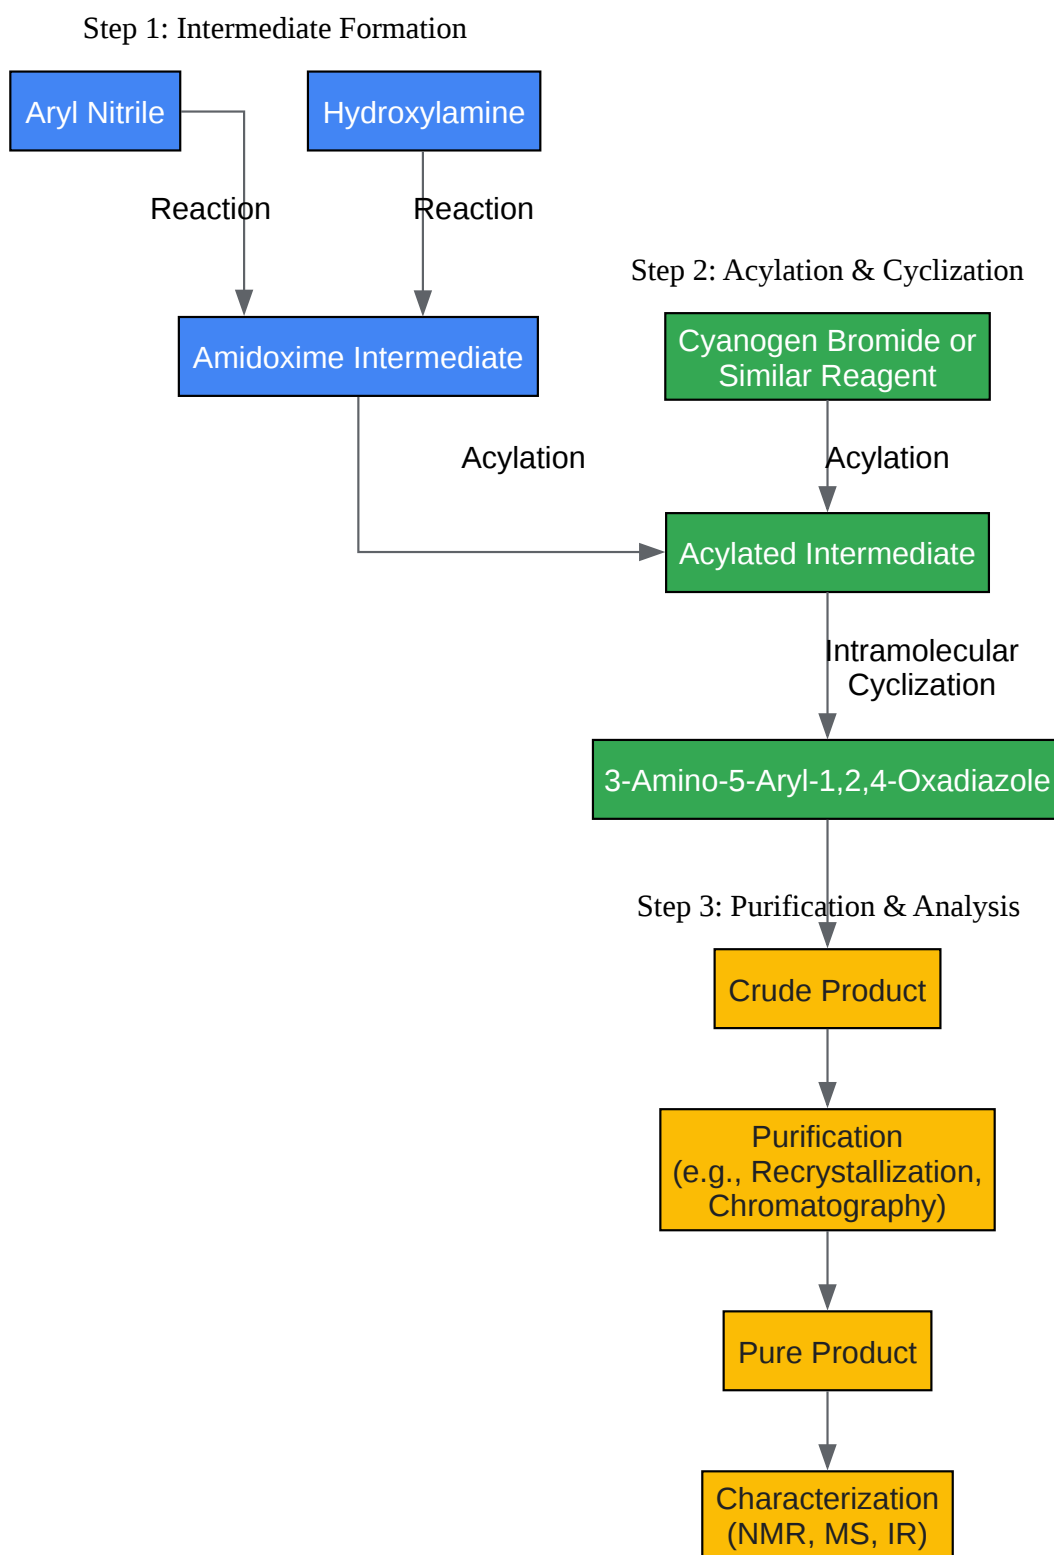 Step 1: Intermediate Formation
Aryl Nitrile
Hydroxylamine
Reaction
Reaction
Amidoxime Intermediate
Step 2: Acylation & Cyclization
Cyanogen Bromide or
Similar Reagent
Acylation
Acylation
Acylated Intermediate
Intramolecular
Cyclization
3-Amino-5-Aryl-1,2,4-Oxadiazole
Step 3: Purification & Analysis
Crude Product
Purification
(e.g., Recrystallization,
Chromatography)
Pure Product
Characterization
(NMR, MS, IR)